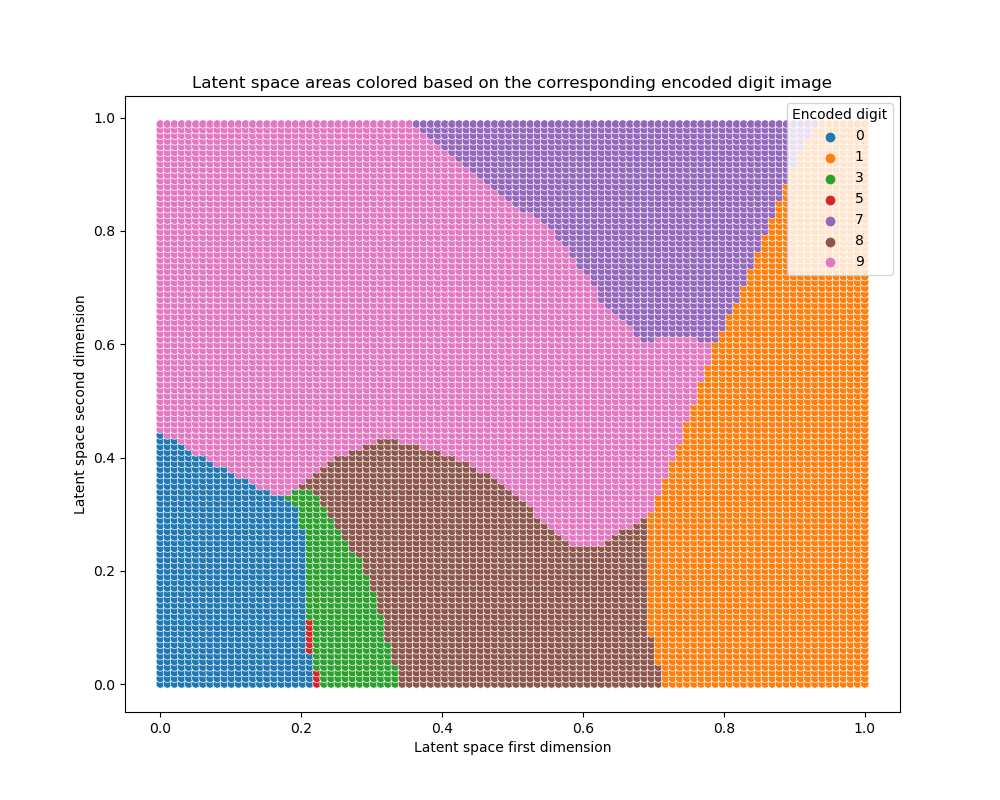 Latent space areas colored based on the corresponding encoded digit image
Latent space second dimension
1.0
0.8
0.6
0.4
0.2
0.0
Encoded digit
0
1
3
5
7
8
9
0.0 0.2 0.4 0.6 0.8 1.0
Latent space first dimension